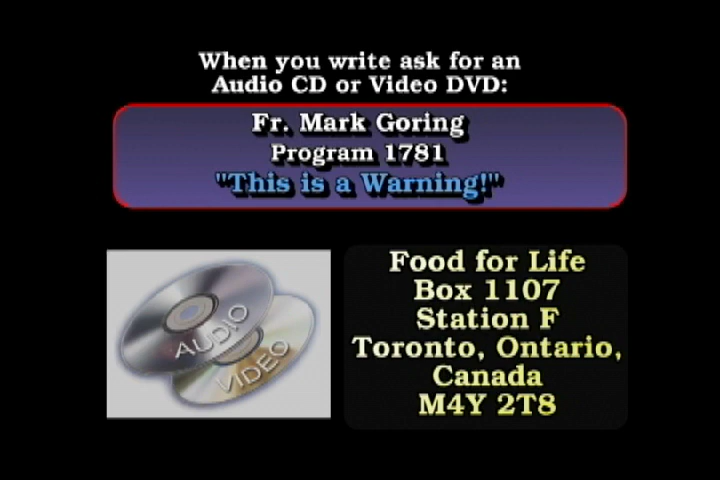 When you write ask for an
Audio CD or Video DVD:
Fr. Mark Goring
Program 1781
"This is a Warning!"
AUDIO
VIDEO
Food for Life
Box 1107
Station F
Toronto, Ontario,
Canada
M4Y 2T8